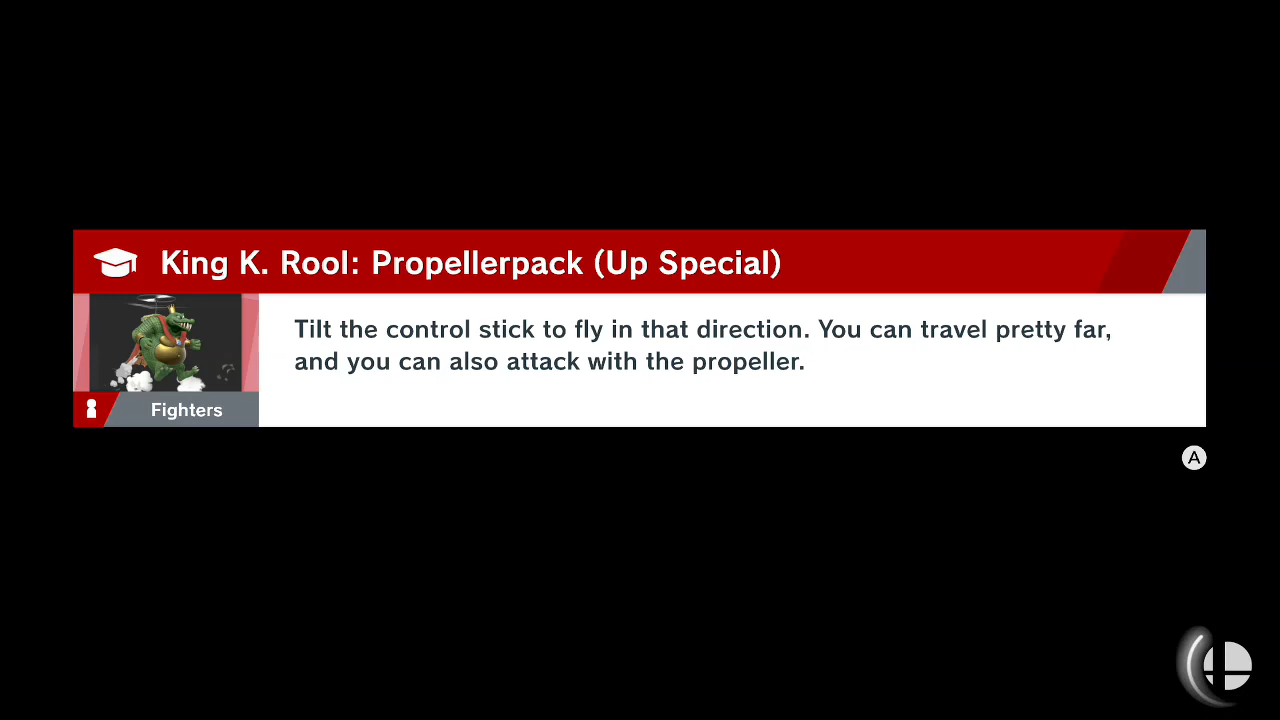 King K. Rool: Propellerpack (Up Special)
Tilt the control stick to fly in that direction. You can travel pretty far,
and you can also attack with the propeller.
Fighters
A